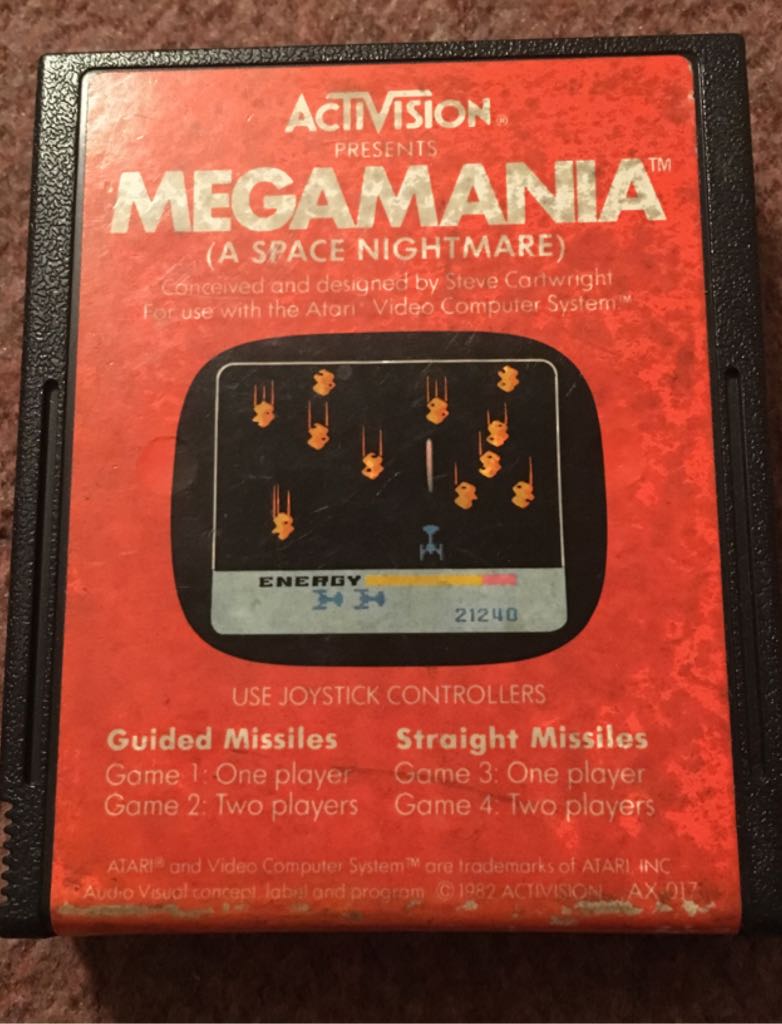 ACTIVISION®
PRESENTS
MEGAMANIA™
(A SPACE NIGHTMARE)
Conceived and designed by Steve Cartwright
For use with the Atari® Video Computer System™
ENERGY
21240
USE JOYSTICK CONTROLLERS
Guided Missiles
Game 1: One player
Game 2: Two players
Straight Missiles
Game 3: One player
Game 4: Two players
ATARI® and Video Computer System™ are trademarks of ATARI, INC
Audio Visual concept, label and program © 1982 ACTIVISION AX-017